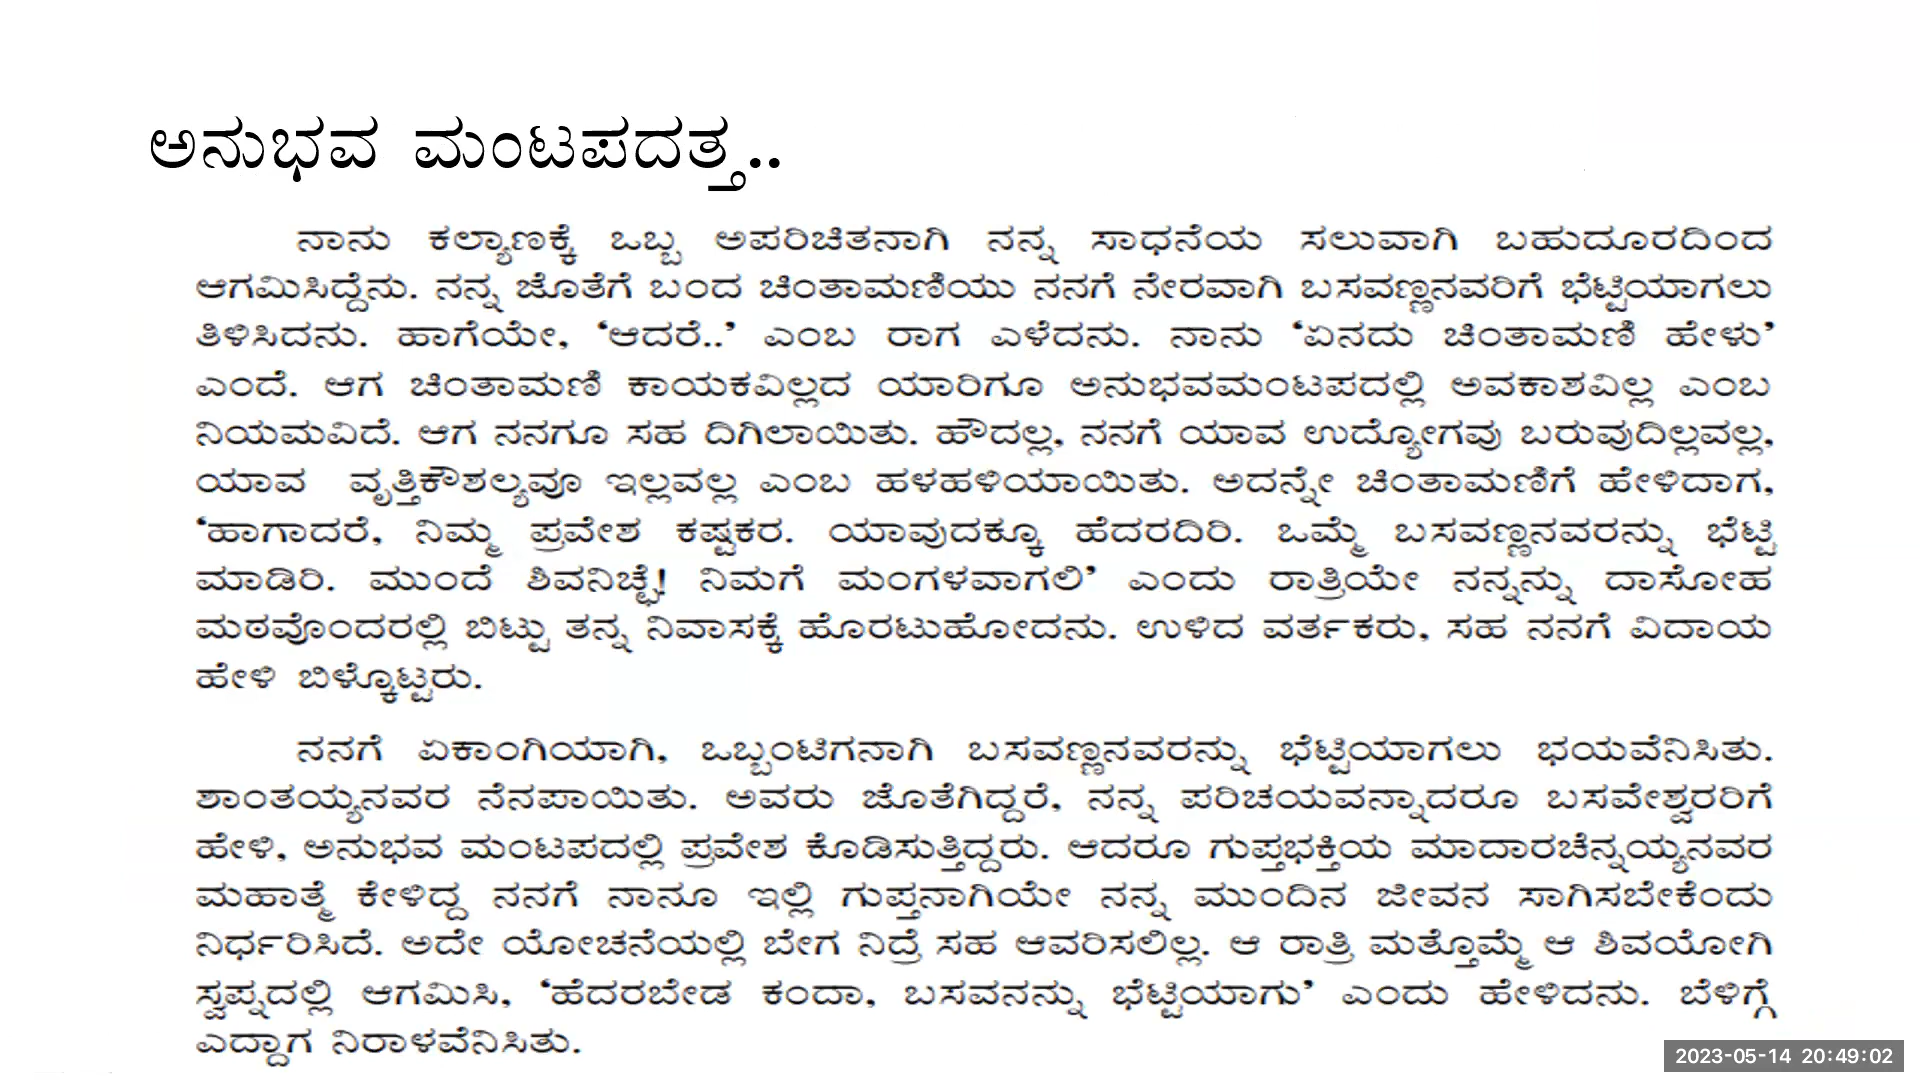 ಅನುಭವ ಮಂಟಪದತ್ತ..
ನಾನು ಕಲ್ಯಾಣಕ್ಕೆ ಒಬ್ಬ ಅಪರಿಚಿತನಾಗಿ ನನ್ನ ಸಾಧನೆಯ ಸಲುವಾಗಿ ಬಹುದೂರದಿಂದ
ಆಗಮಿಸಿದ್ದೆನು. ನನ್ನ ಜೊತೆಗೆ ಬಂದ ಚಿಂತಾಮಣಿಯು ನನಗೆ ನೇರವಾಗಿ ಬಸವಣ್ಣನವರಿಗೆ ಭೆಟ್ಟಿಯಾಗಲು
ತಿಳಿಸಿದನು. ಹಾಗೆಯೇ, ‘ಆದರೆ..’ ಎಂಬ ರಾಗ ಎಳೆದನು. ನಾನು ‘ಏನದು ಚಿಂತಾಮಣಿ ಹೇಳು’
ಎಂದೆ. ಆಗ ಚಿಂತಾಮಣಿ ಕಾಯಕವಿಲ್ಲದ ಯಾರಿಗೂ ಅನುಭವಮಂಟಪದಲ್ಲಿ ಅವಕಾಶವಿಲ್ಲ ಎಂಬ
ನಿಯಮವಿದೆ. ಆಗ ನನಗೂ ಸಹ ದಿಗಿಲಾಯಿತು. ಹೌದಲ್ಲ, ನನಗೆ ಯಾವ ಉದ್ಯೋಗವು ಬರುವುದಿಲ್ಲವಲ್ಲ,
ಯಾವ ವೃತ್ತಿಕೌಶಲ್ಯವೂ ಇಲ್ಲವಲ್ಲ ಎಂಬ ಹಳಹಳಿಯಾಯಿತು. ಅದನ್ನೇ ಚಿಂತಾಮಣಿಗೆ ಹೇಳಿದಾಗ,
‘ಹಾಗಾದರೆ, ನಿಮ್ಮ ಪ್ರವೇಶ ಕಷ್ಟಕರ. ಯಾವುದಕ್ಕೂ ಹೆದರದಿರಿ. ಒಮ್ಮೆ ಬಸವಣ್ಣನವರನ್ನು ಭೆಟ್ಟಿ
ಮಾಡಿರಿ. ಮುಂದೆ ಶಿವನಿಚ್ಛೆ! ನಿಮಗೆ ಮಂಗಳವಾಗಲಿ’ ಎಂದು ರಾತ್ರಿಯೇ ನನ್ನನ್ನು ದಾಸೋಹ
ಮಠವೊಂದರಲ್ಲಿ ಬಿಟ್ಟು ತನ್ನ ನಿವಾಸಕ್ಕೆ ಹೊರಟುಹೋದನು. ಉಳಿದ ವರ್ತಕರು, ಸಹ ನನಗೆ ವಿದಾಯ
ಹೇಳಿ ಬಿಳ್ಕೊಟ್ಟರು.
ನನಗೆ ಏಕಾಂಗಿಯಾಗಿ, ಒಬ್ಬಂಟಿಗನಾಗಿ ಬಸವಣ್ಣನವರನ್ನು ಭೆಟ್ಟಿಯಾಗಲು ಭಯವೆನಿಸಿತು.
ಶಾಂತಯ್ಯನವರ ನೆನಪಾಯಿತು. ಅವರು ಜೊತೆಗಿದ್ದರೆ, ನನ್ನ ಪರಿಚಯವನ್ನಾದರೂ ಬಸವೇಶ್ವರರಿಗೆ
ಹೇಳಿ, ಅನುಭವ ಮಂಟಪದಲ್ಲಿ ಪ್ರವೇಶ ಕೊಡಿಸುತ್ತಿದ್ದರು. ಆದರೂ ಗುಪ್ತಭಕ್ತಿಯ ಮಾದಾರಚೆನ್ನಯ್ಯನವರ
ಮಹಾತ್ಮೆ ಕೇಳಿದ್ದ ನನಗೆ ನಾನೂ ಇಲ್ಲಿ ಗುಪ್ತನಾಗಿಯೇ ನನ್ನ ಮುಂದಿನ ಜೀವನ ಸಾಗಿಸಬೇಕೆಂದು
ನಿರ್ಧರಿಸಿದೆ. ಅದೇ ಯೋಚನೆಯಲ್ಲಿ ಬೇಗ ನಿದ್ರೆ ಸಹ ಆವರಿಸಲಿಲ್ಲ. ಆ ರಾತ್ರಿ ಮತ್ತೊಮ್ಮೆ ಆ ಶಿವಯೋಗಿ
ಸ್ವಪ್ನದಲ್ಲಿ ಆಗಮಿಸಿ, ‘ಹೆದರಬೇಡ ಕಂದಾ, ಬಸವನನ್ನು ಭೆಟ್ಟಿಯಾಗು’ ಎಂದು ಹೇಳಿದನು. ಬೆಳಿಗ್ಗೆ
ಎದ್ದಾಗ ನಿರಾಳವೆನಿಸಿತು.
2023-05-14 20:49:02